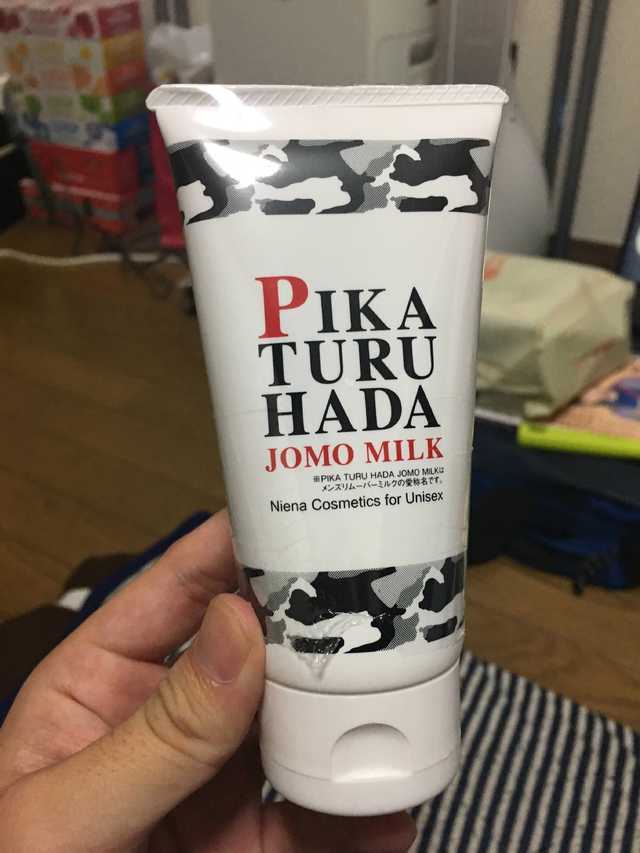 PIKA
TURU
HADA
JOMO MILK
※PIKA TURU HADA JOMO MILKは
メンズリムーバーミルクの愛称名です。
Niena Cosmetics for Unisex